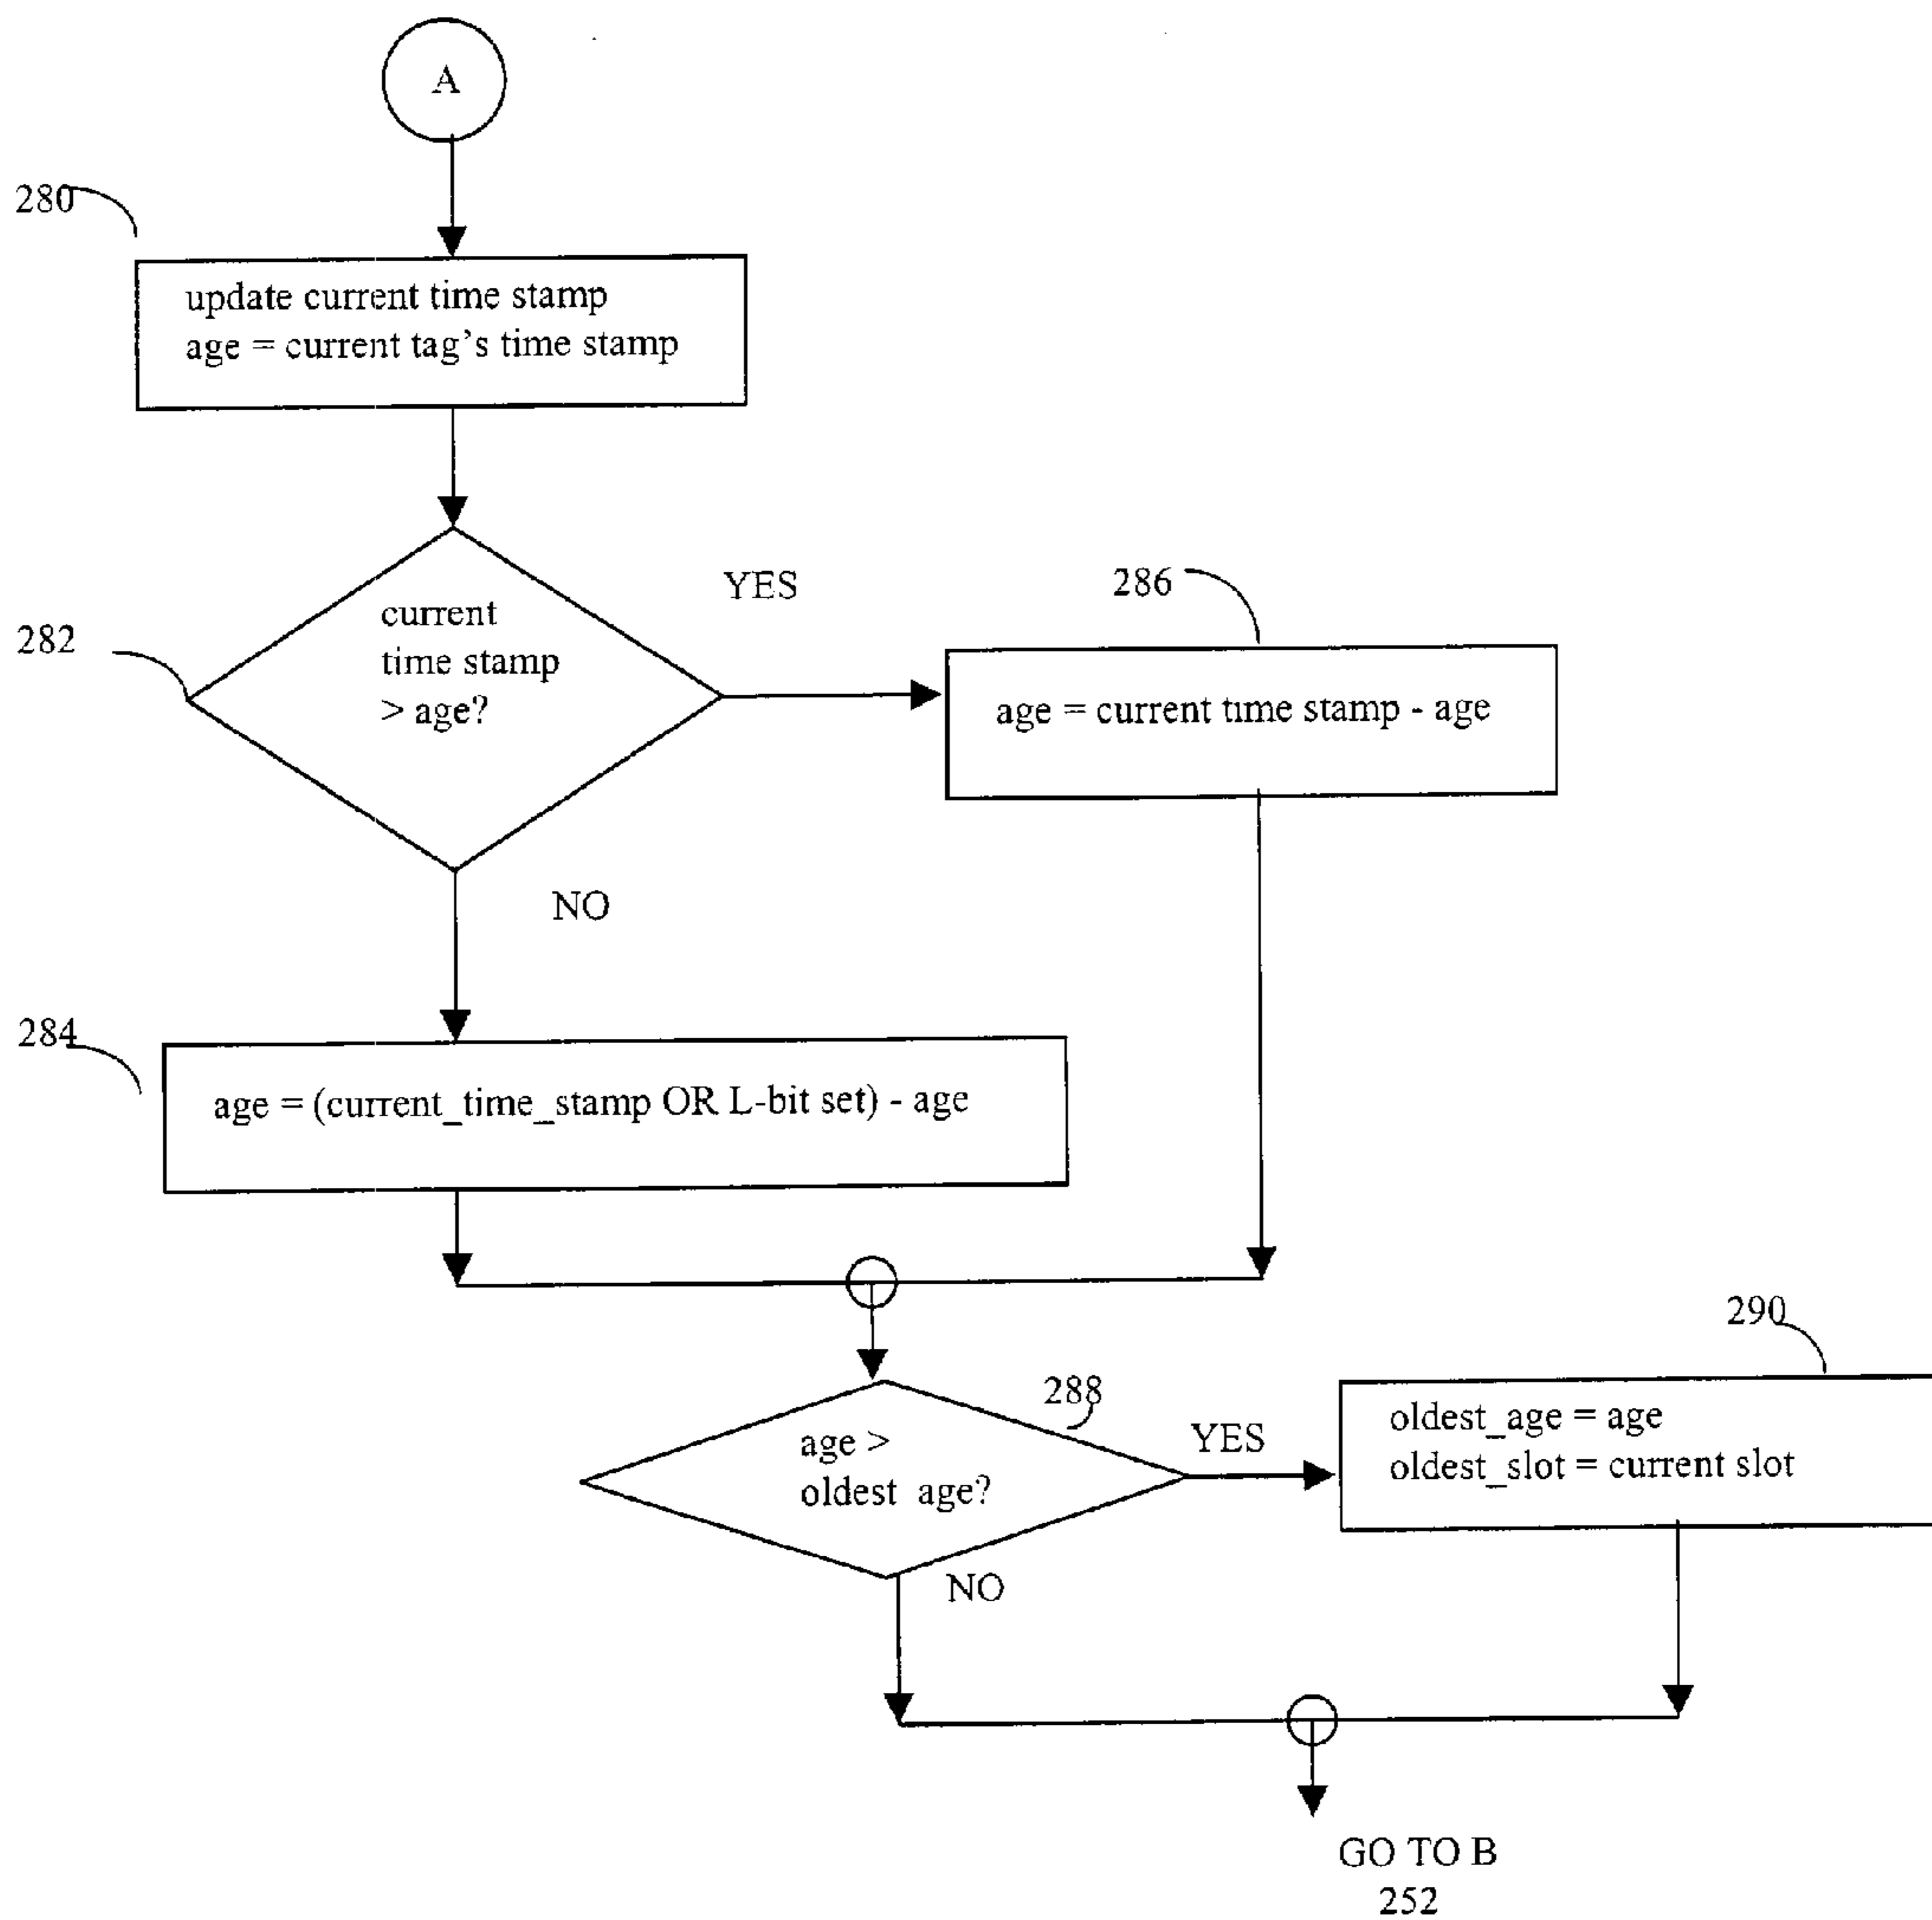 A
280
update current time stamp
age = current tag's time stamp
282
current
time stamp
> age?
YES
286
age = current time stamp - age
NO
284
age = (current_time_stamp OR L-bit set) - age
288
age >
oldest age?
YES
290
oldest_age = age
oldest_slot = current slot
NO
GO TO B
252